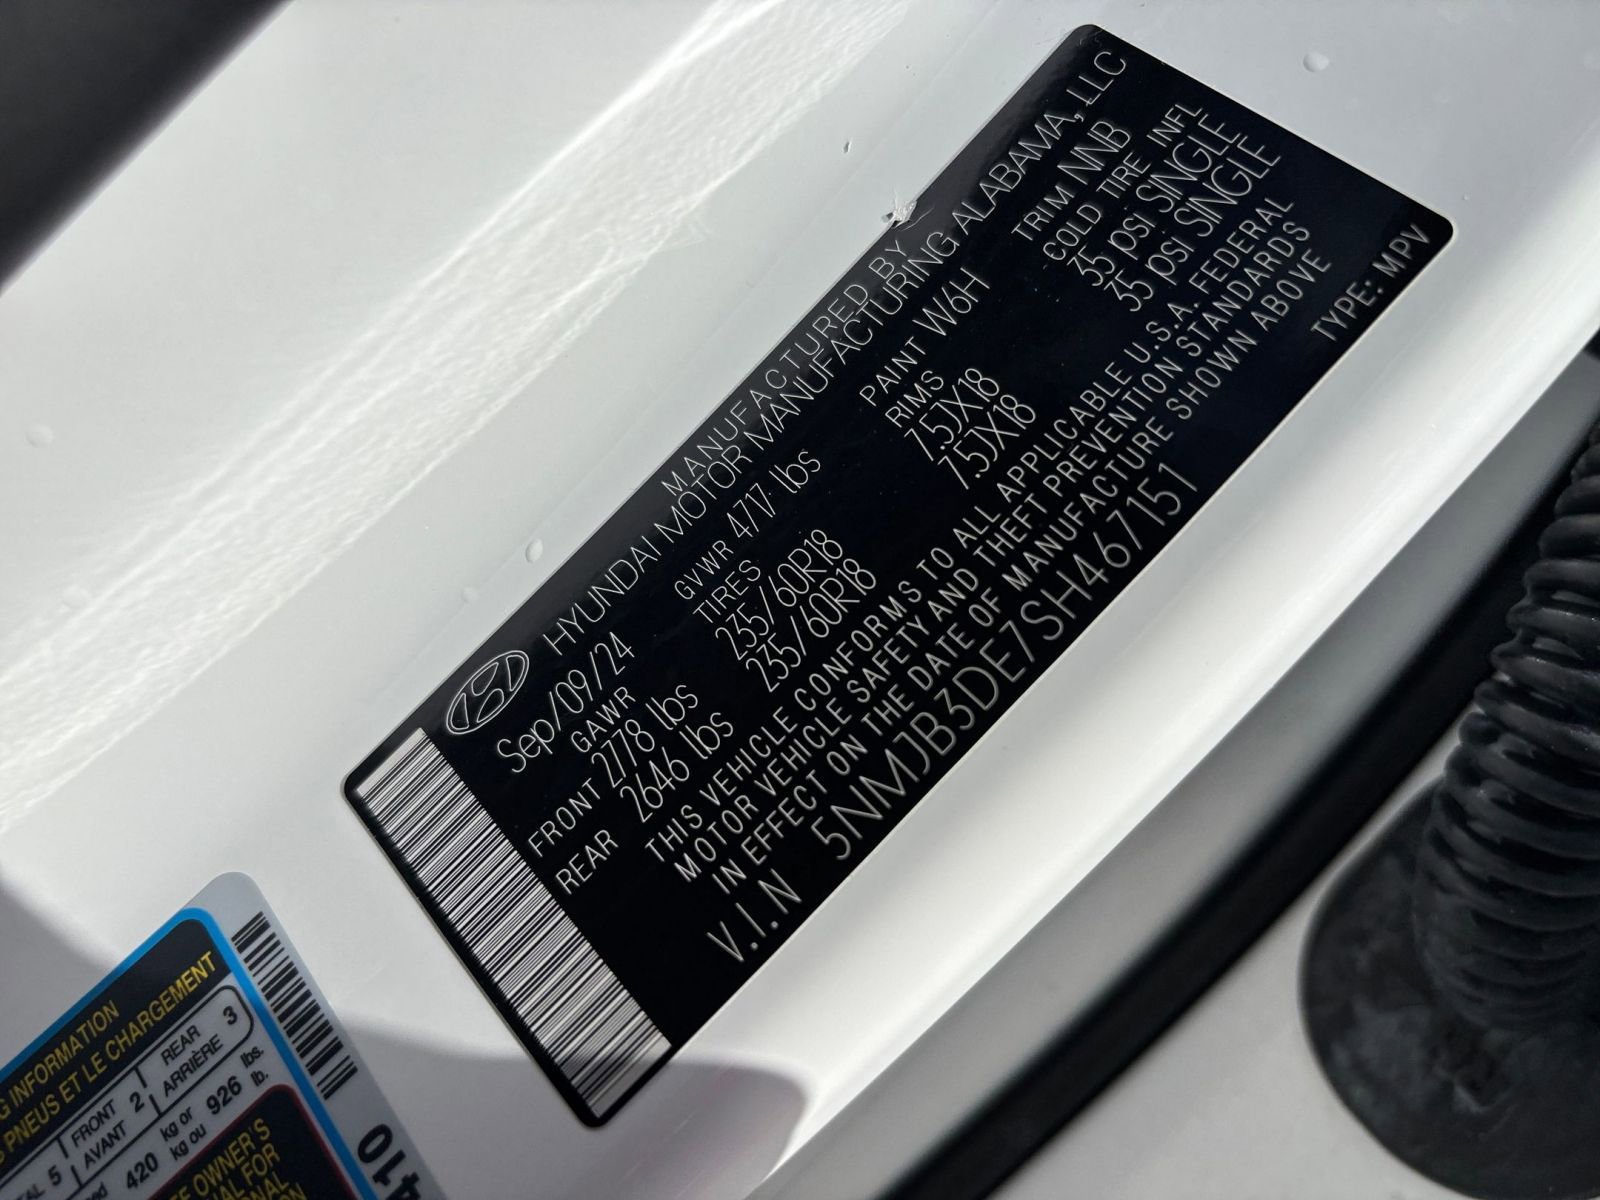 MANUFACTURED BY
HYUNDAI MOTOR MANUFACTURING ALABAMA, LLC
Sep/09/24 GVWR 4717 lbs PAINT W6H TRIM NNB
GAWR TIRES RIMS COLD TIRE INFL
FRONT 2778 lbs 235/60R18 7.5JX18 35 psi SINGLE,
REAR 2646 lbs 235/60R18 7.5JX18 35 psi SINGLE
THIS VEHICLE CONFORMS TO ALL APPLICABLE U.S.A. FEDERAL
MOTOR VEHICLE SAFETY AND THEFT PREVENTION STANDARDS
IN EFFECT ON THE DATE OF MANUFACTURE SHOWN ABOVE
V.I.N 5NMJB3DE7SH467151 TYPE: MPV
INFORMATION
PNEUS ET LE CHARGEMENT
5 FRONT 2 REAR 3
AVANT ARRIÈRE
420 kg or 926 lbs.
kg ou lb.
OWNER'S
FOR
410